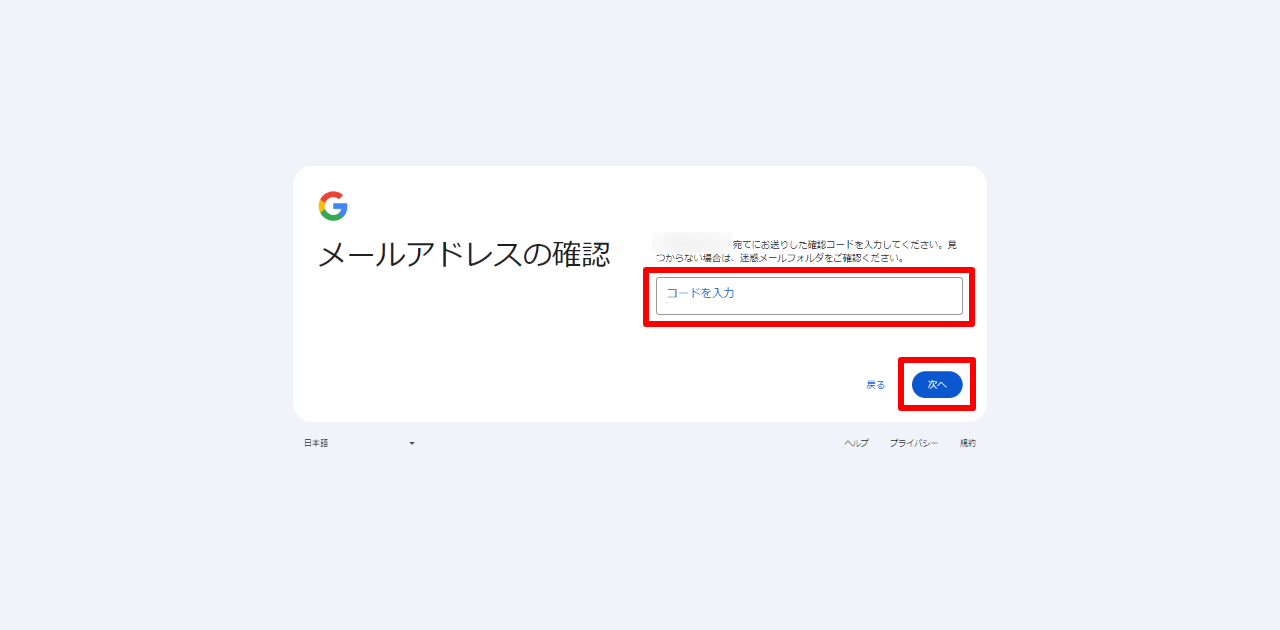 メールアドレスの確認
宛てにお送りした確認コードを入力してください。見
つからない場合は、迷惑メールフォルダをご確認ください。
コードを入力
戻る
次へ
日本語
ヘルプ
プライバシー
規約